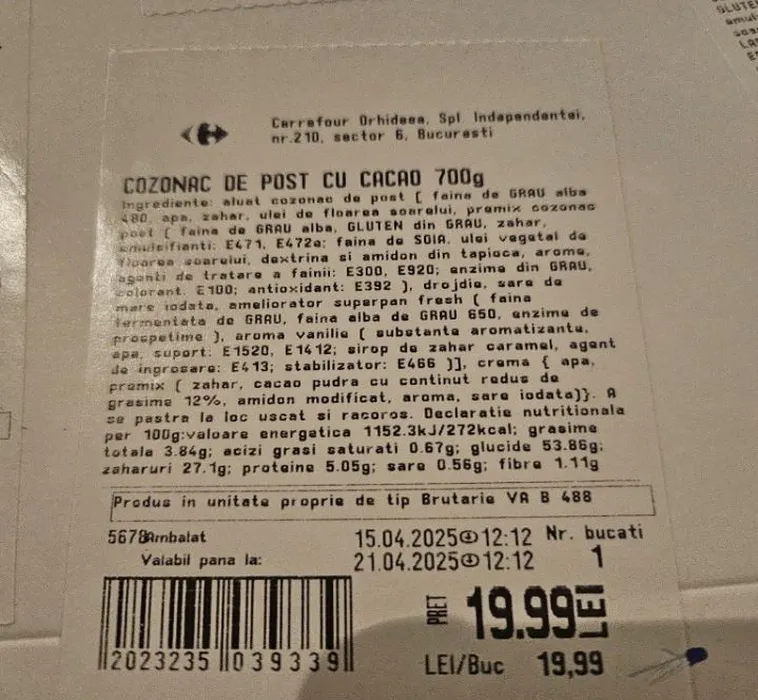 Carrefour Orhideea, Spl Independentei,
nr.210, sector 6, Bucuresti
COZONAC DE POST CU CACAO 700g
Ingrediente: aluat cozonac de post [ faina de GRAU alba
480, apa, zahar, ulei de floarea soarelui, premix cozonac
post ( faina de GRAU alba, GLUTEN din GRAU, zahar,
emulsifianti: E471, E472e; faina de SOIA, ulei vegetal de
floarea soarelui, dextrina si amidon din tapioca, arome,
agenti de tratare a fainii: E300, E920; enzime din GRAU,
colorant. E100; antioxidant: E392 ), drojdie, sare de
mare iodata, ameliorator superpan fresh ( faina
fermentata de GRAU, faina alba de GRAU 650, enzime de
prospetime ), aroma vanilie ( substante aromatizante,
apa, suport: E1520, E1412; sirop de zahar caramel, agent
de ingrosare: E413; stabilizator: E466 )], crema { apa,
premix [ zahar, cacao pudra cu continut redus de
grasime 12%, amidon modificat, aroma, sare iodata]}. A
se pastra la loc uscat si racoros. Declaratie nutritionala
per 100g:valoare energetica 1152.3kJ/272kcal; grasime
totala 3.84g; acizi grasi saturati 0.67g; glucide 53.86g;
zaharuri 27.1g; proteine 5.05g; sare 0.56g; fibre 1.11g
Produs in unitate proprie de tip Brutarie VA B 488
5678 Ambalat 15.04.2025 12:12 Nr. bucati
Valabil pana la: 21.04.2025 12:12 1
PRET 19.99 LEI
2023235 039339
LEI/Buc 19,99